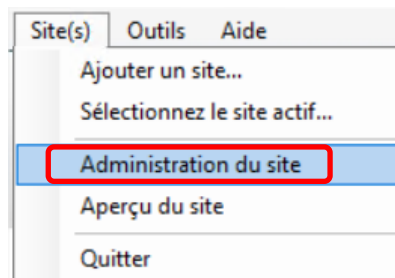 Site(s) Outils Aide
Ajouter un site...
Sélectionnez le site actif...
Administration du site
Aperçu du site
Quitter